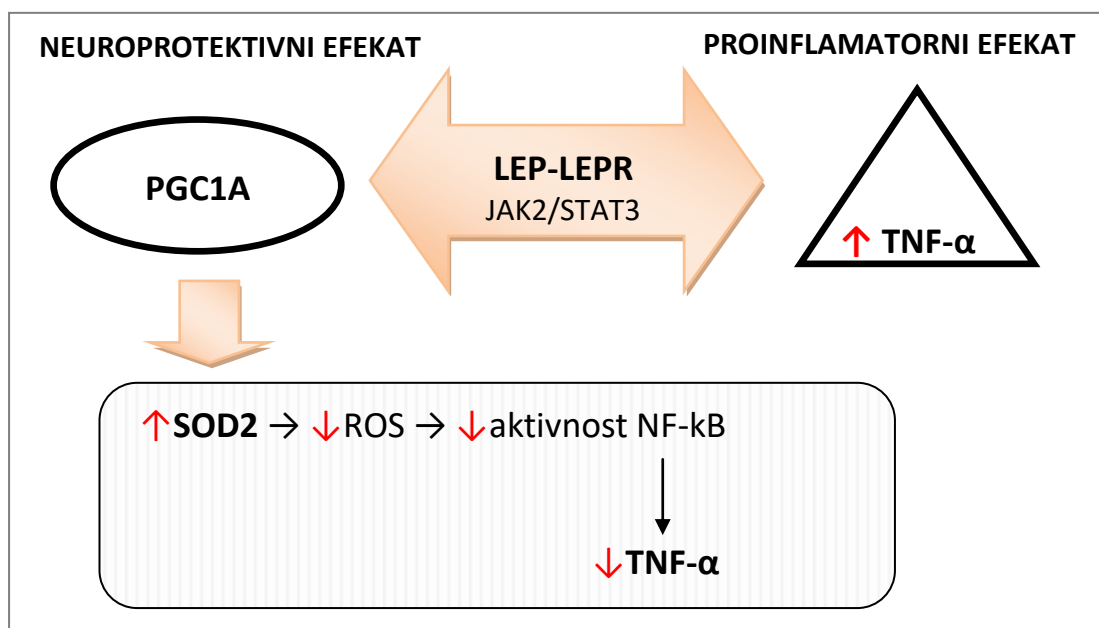 NEUROPROTEKTIVNI EFEKAT
PROINFLAMATORNI EFEKAT
PGC1A
LEP-LEPR
JAK2/STAT3
↑ TNF-α
↑SOD2 → ↓ROS → ↓aktivnost NF-kB
↓TNF-α